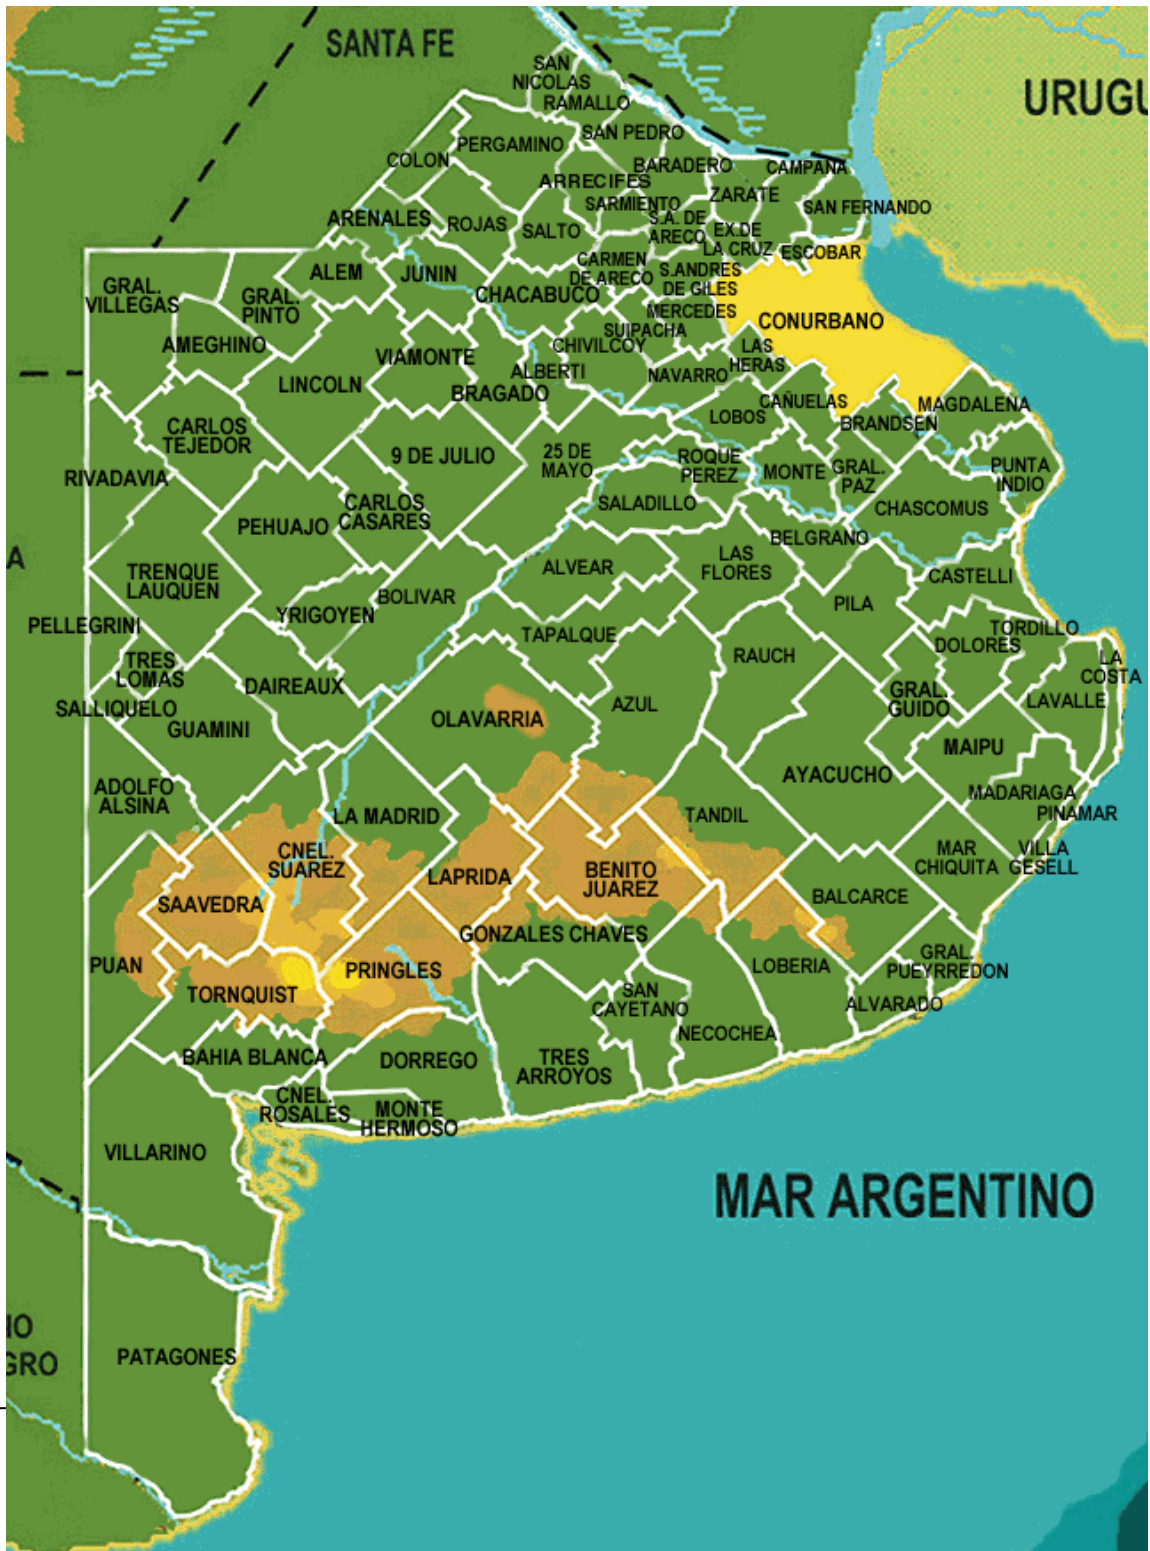 SANTA FE
URUGU
SAN
NICOLAS
RAMALLO
SAN PEDRO
PERGAMINO
COLON
BARADERO
CAMPANA
ARRECIFES
ZARATE
SARMIENTO
SAN FERNANDO
ARENALES
ROJAS
SALTO
S.A. DE
ARECO
EX.DE
LA CRUZ
ESCOBAR
GRAL.
VILLEGAS
GRAL.
PINTO
ALEM
JUNIN
CHACABUCO
CARMEN
DE ARECO
S.ANDRES
DE GILES
MERCEDES
SUIPACHA
CONURBANO
AMEGHINO
LINCOLN
VIAMONTE
BRAGADO
ALBERTI
CHIVILCOY
NAVARRO
LAS
HERAS
LOBOS
CAÑUELAS
BRANDSEN
MAGDALENA
CARLOS
TEJEDOR
RIVADAVIA
9 DE JULIO
25 DE
MAYO
ROQUE
PEREZ
MONTE
GRAL.
PAZ
PUNTA
INDIO
PEHUAJO
CARLOS
CASARES
SALADILLO
CHASCOMUS
BELGRANO
A
TRENQUE
LAUQUEN
YRIGOYEN
BOLIVAR
ALVEAR
LAS
FLORES
CASTELLI
PILA
PELLEGRINI
TRES
LOMAS
DAIREAUX
TAPALQUE
RAUCH
DOLORES
TORDILLO
LA
COSTA
SALLIQUELO
GUAMINI
OLAVARRIA
AZUL
GRAL.
GUIDO
LAVALLE
MAIPU
ADOLFO
ALSINA
AYACUCHO
MADARIAGA
PINAMAR
LA MADRID
TANDIL
MAR
CHIQUITA
VILLA
GESELL
CNEL.
SUAREZ
LAPRIDA
BENITO
JUAREZ
BALCARCE
SAAVEDRA
GONZALES CHAVES
PUAN
PRINGLES
LOBERIA
GRAL.
PUEYRREDON
TORNQUIST
SAN
CAYETANO
ALVARADO
NECOCHEA
BAHIA BLANCA
DORREGO
TRES
ARROYOS
CNEL.
ROSALES
MONTE
HERMOSO
VILLARINO
MAR ARGENTINO
IO
GRO
PATAGONES